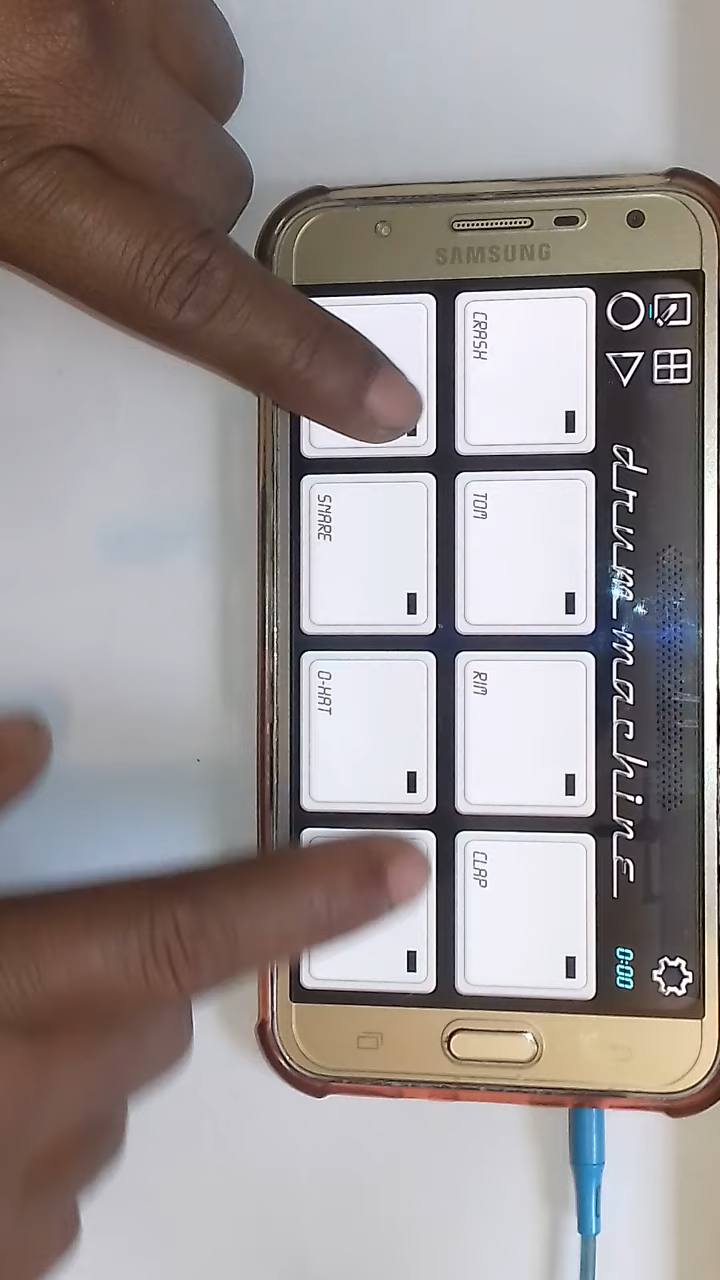 SAMSUNG
drum machine
0:00
CRASH
TOM
RIM
CLAP
SNARE
O-HAT